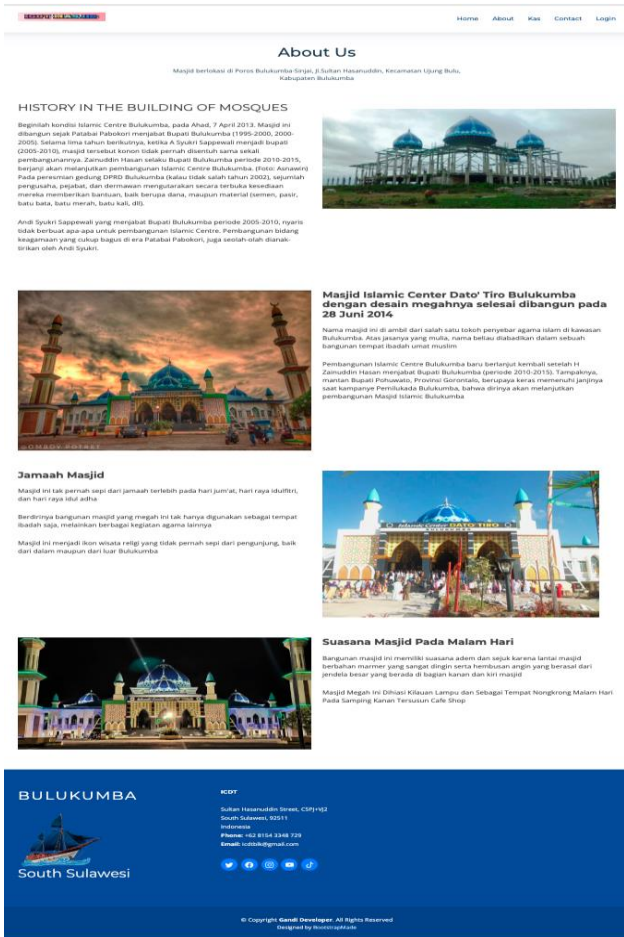 Home About Kas Contact Login
About Us
Masjid berlokasi di Poros Bulukumba-Sinjai, Jl.Sultan Hasanuddin, Kecamatan Ujung Bulu,
Kabupaten Bulukumba
HISTORY IN THE BUILDING OF MOSQUES
Beginilah kondisi Islamic Centre Bulukumba, pada Ahad, 7 April 2013. Masjid ini
dibangun sejak Patabai Pabokori menjabat Bupati Bulukumba (1995-2000, 2000-
2005). Selama lima tahun berikutnya, ketika A Syukri Sappewali menjadi bupati
(2005-2010), masjid tersebut konon tidak pernah disentuh sama sekali
pembangunannya. Zainuddin Hasan selaku Bupati Bulukumba periode 2010-2015,
berjanji akan melanjutkan pembangunan Islamic Centre Bulukumba. (Foto: Asnawin)
Pada peresmian gedung DPRD Bulukumba (kalau tidak salah tahun 2002), sejumlah
pengusaha, pejabat, dan dermawan mengutarakan secara terbuka kesediaan
mereka memberikan bantuan, baik berupa dana, maupun material (semen, pasir,
batu bata, batu merah, batu kali, dll).
Andi Syukri Sappewali yang menjabat Bupati Bulukumba periode 2005-2010, nyaris
tidak berbuat apa-apa untuk pembangunan Islamic Centre. Pembangunan bidang
keagamaan yang cukup bagus di era Patabai Pabokori, juga seolah-olah dianak-
tirikan oleh Andi Syukri.
Masjid Islamic Center Dato' Tiro Bulukumba
dengan desain megahnya selesai dibangun pada
28 Juni 2014
Nama masjid ini di ambil dari salah satu tokoh penyebar agama islam di kawasan
Bulukumba. Atas jasanya yang mulia, nama beliau diabadikan dalam sebuah
bangunan tempat ibadah umat muslim
Pembangunan Islamic Centre Bulukumba baru berlanjut kembali setelah H
Zainuddin Hasan menjabat Bupati Bulukumba (periode 2010-2015). Tampaknya,
mantan Bupati Pohuwato, Provinsi Gorontalo, berupaya keras memenuhi janjinya
saat kampanye Pemilukada Bulukumba, bahwa dirinya akan melanjutkan
pembangunan Masjid Islamic Bulukumba
Jamaah Masjid
Masjid ini tak pernah sepi dari jamaah terlebih pada hari jum'at, hari raya idulfitri,
dan hari raya idul adha
Berdirinya bangunan masjid yang megah ini tak hanya digunakan sebagai tempat
ibadah saja, melainkan berbagai kegiatan agama lainnya
Masjid ini menjadi ikon wisata religi yang tidak pernah sepi dari pengunjung, baik
dari dalam maupun dari luar Bulukumba
Islamic Center DATO TIRO
Suasana Masjid Pada Malam Hari
Bangunan masjid ini memiliki suasana adem dan sejuk karena lantai masjid
berbahan marmer yang sangat dingin serta hembusan angin yang berasal dari
jendela besar yang berada di bagian kanan dan kiri masjid
Masjid Megah Ini Dihiasi Kilauan Lampu dan Sebagai Tempat Nongkrong Malam Hari
Pada Samping Kanan Tersusun Cafe Shop
BULUKUMBA
South Sulawesi
ICDT
Sultan Hasanuddin Street, C5PJ+VJ2
South Sulawesi, 92511
Indonesia
Phone: +62 8154 3348 729
Email: icdtblk@gmail.com
© Copyright Gandi Developer. All Rights Reserved
Designed by BootstrapMade